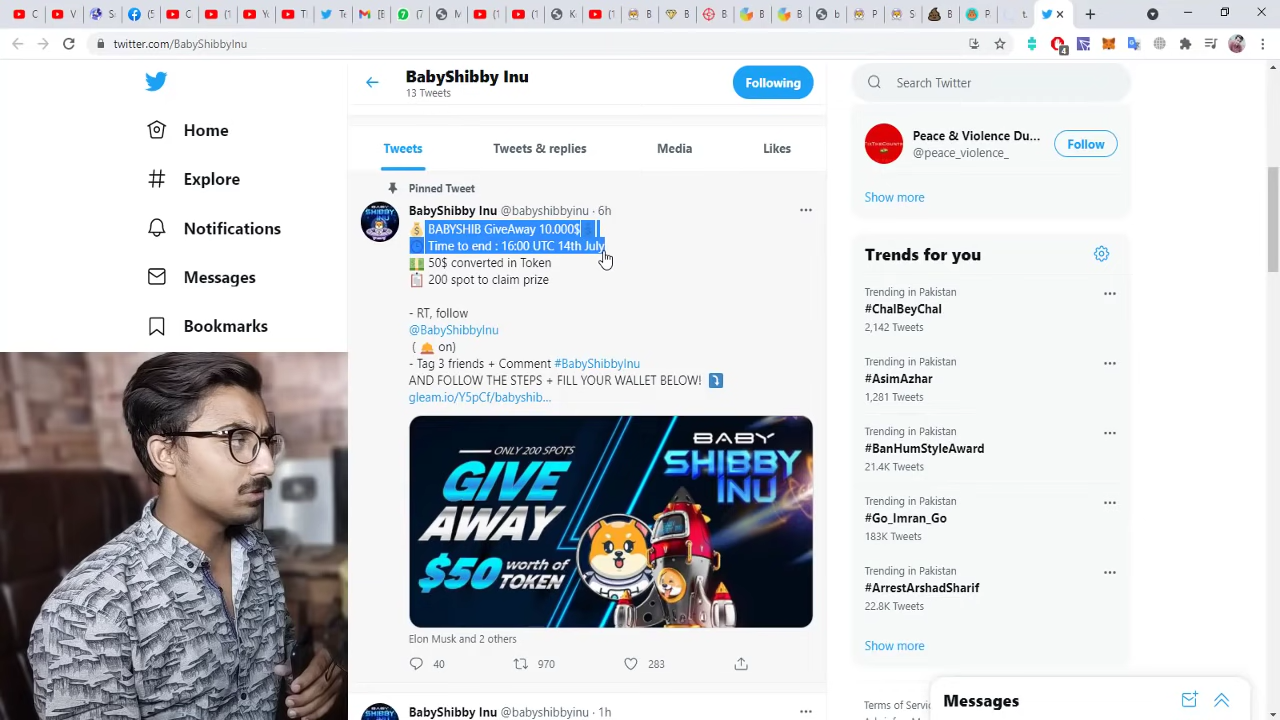 C
V
Si
C
C
Yo
Ti
Te
M
(7
M
Ki
B
b
B
t.
twitter.com/BabyShibbyInu
4
Home
Explore
Notifications
Messages
Bookmarks
BabyShibby Inu
13 Tweets
Following
Tweets
Tweets & replies
Media
Likes
Pinned Tweet
BabyShibby Inu @babyshibbyinu · 6h
💰 BABYSHIB GiveAway 10.000$
Time to end : 16:00 UTC 14th July
💵 50$ converted in Token
📋 200 spot to claim prize
- RT, follow
@BabyShibbyInu
( 🛎 on)
- Tag 3 friends + Comment #BabyShibbyInu
AND FOLLOW THE STEPS + FILL YOUR WALLET BELOW! ⤵
gleam.io/Y5pCf/babyshib...
ONLY 200 SPOTS
GIVE
AWAY
$50 worth of
TOKEN
BABY
SHIBBY
INU
Elon Musk and 2 others
40
970
283
BabyShibby Inu @babyshibbyinu · 1h
Search Twitter
Peace & Violence Du...
@peace_violence_
Follow
Show more
Trends for you
Trending in Pakistan
#ChalBeyChal
2,142 Tweets
Trending in Pakistan
#AsimAzhar
1,281 Tweets
Trending in Pakistan
#BanHumStyleAward
21.4K Tweets
Trending in Pakistan
#Go_Imran_Go
183K Tweets
Trending in Pakistan
#ArrestArshadSharif
22.8K Tweets
Show more
Messages